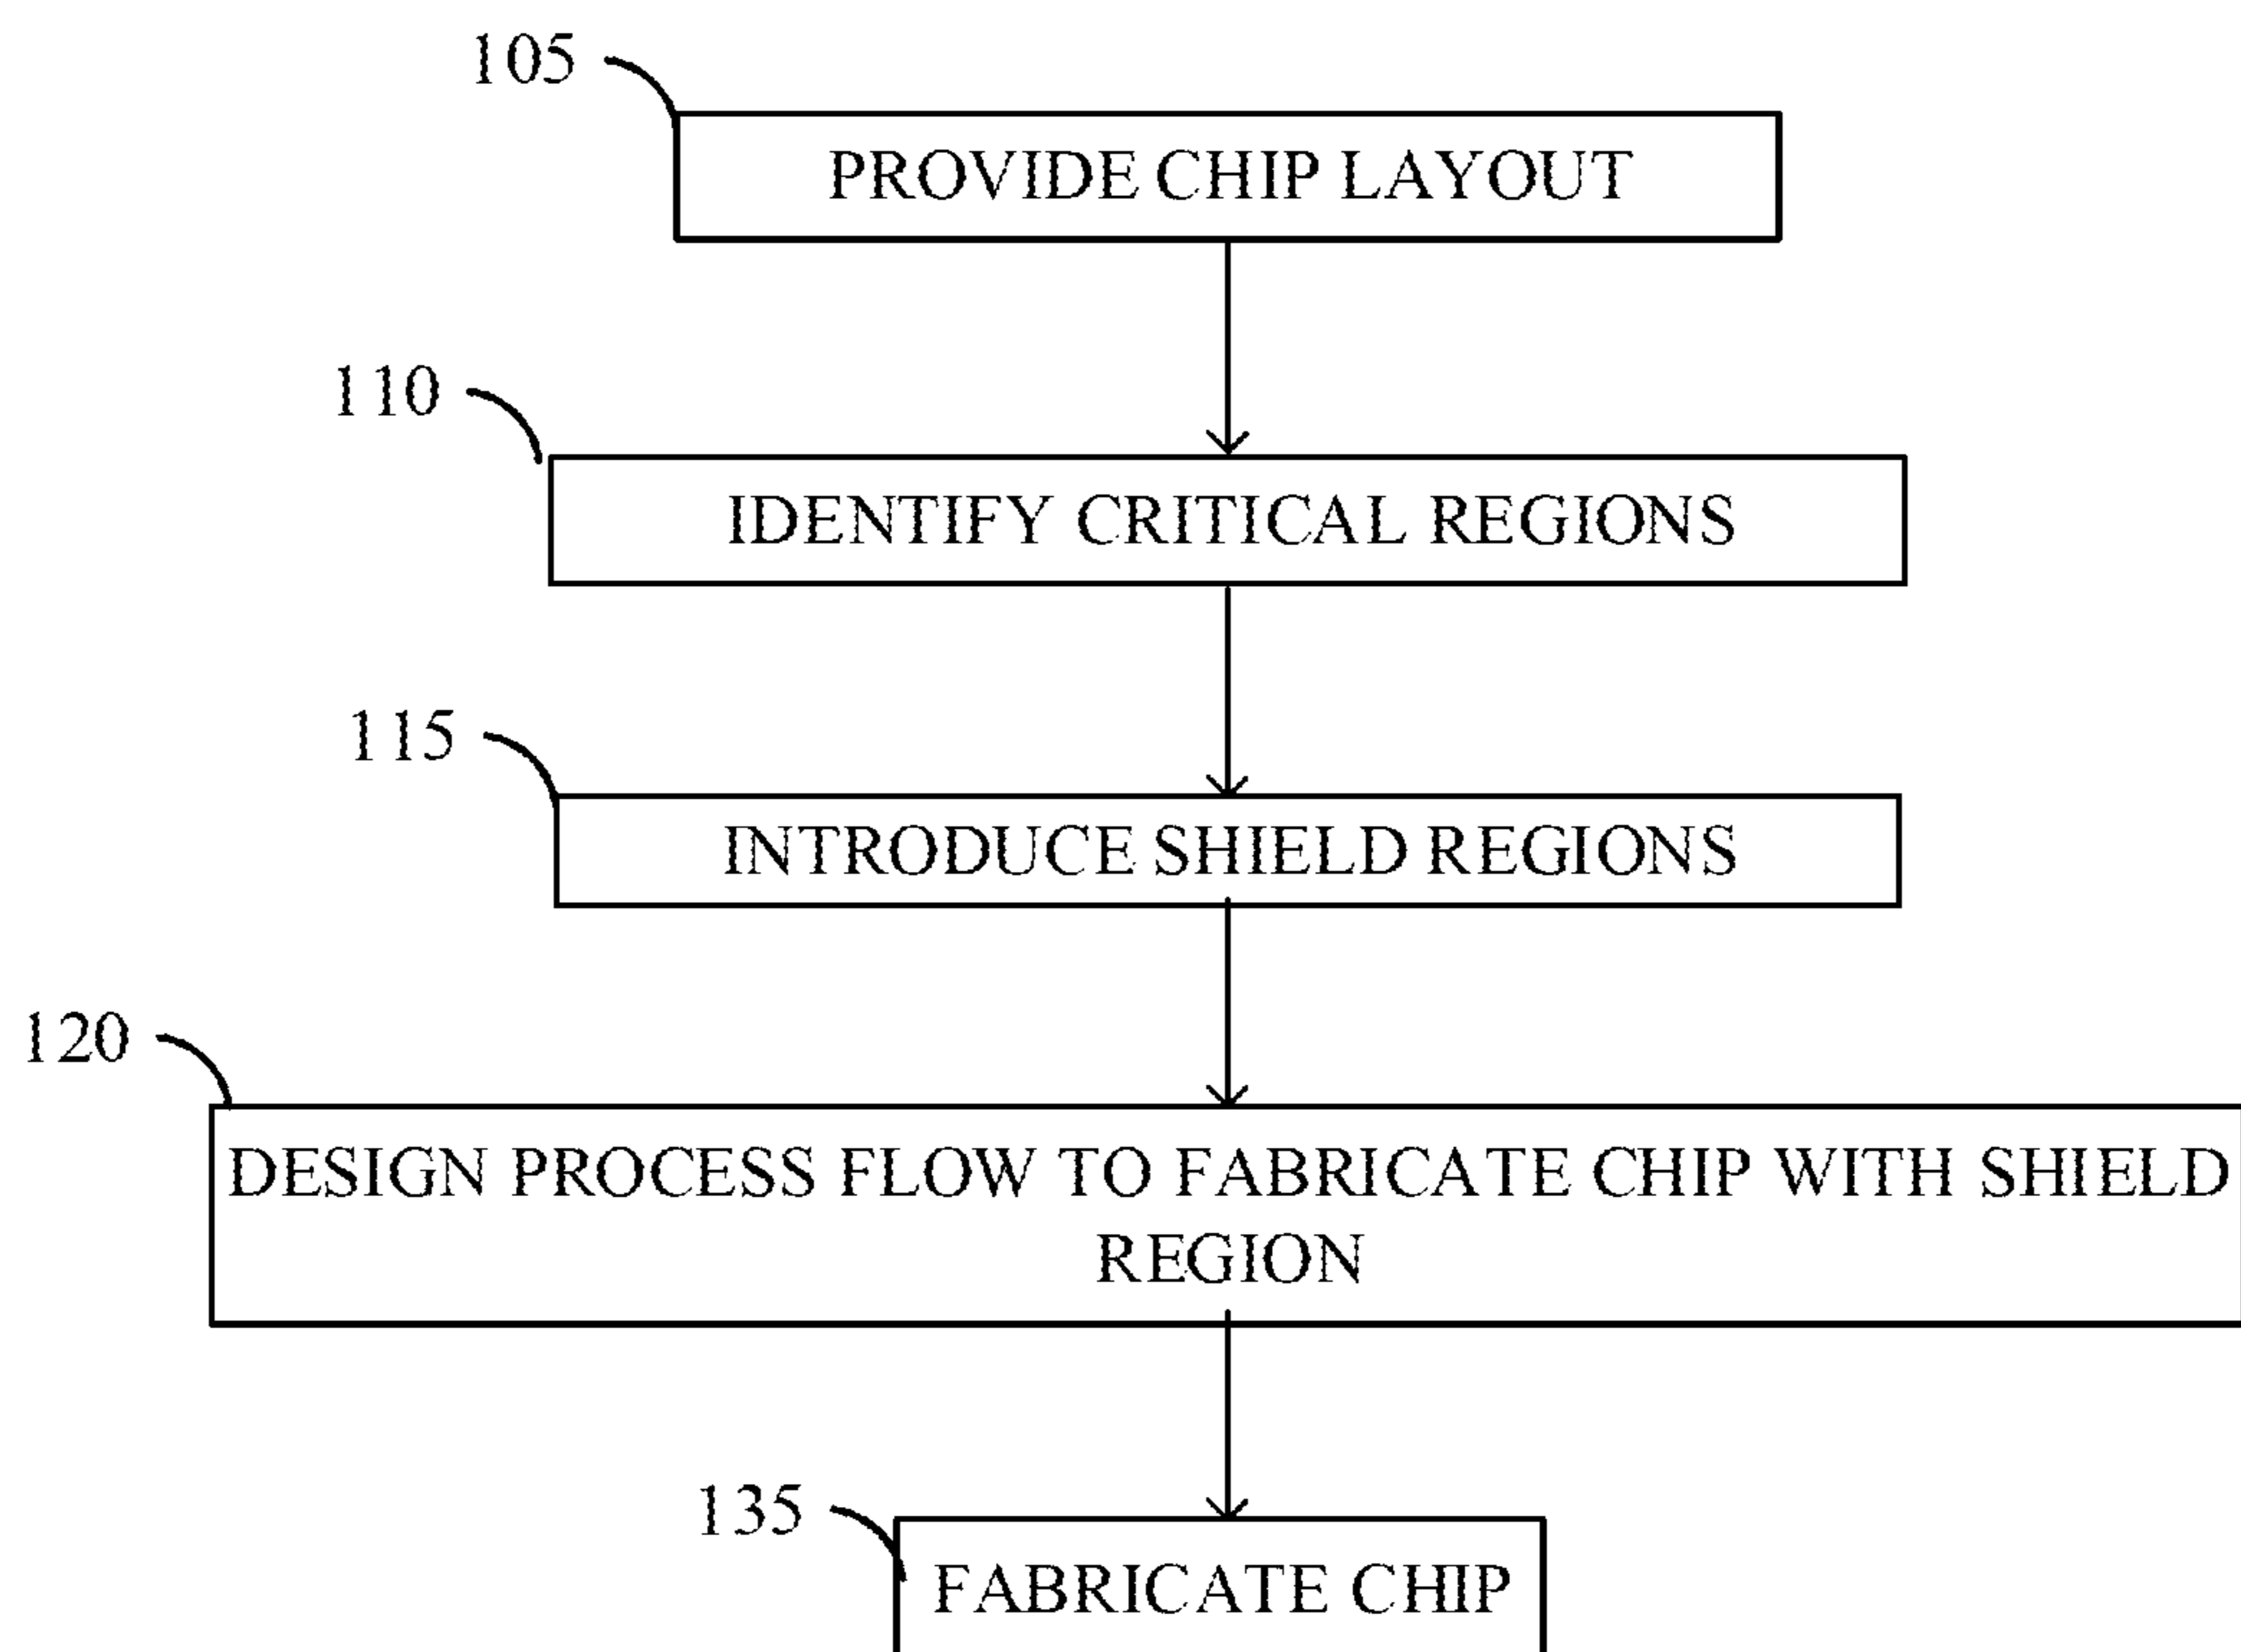 105
PROVIDE CHIP LAYOUT
110
IDENTIFY CRITICAL REGIONS
115
INTRODUCE SHIELD REGIONS
120
DESIGN PROCESS FLOW TO FABRICATE CHIP WITH SHIELD
REGION
135
FABRICATE CHIP